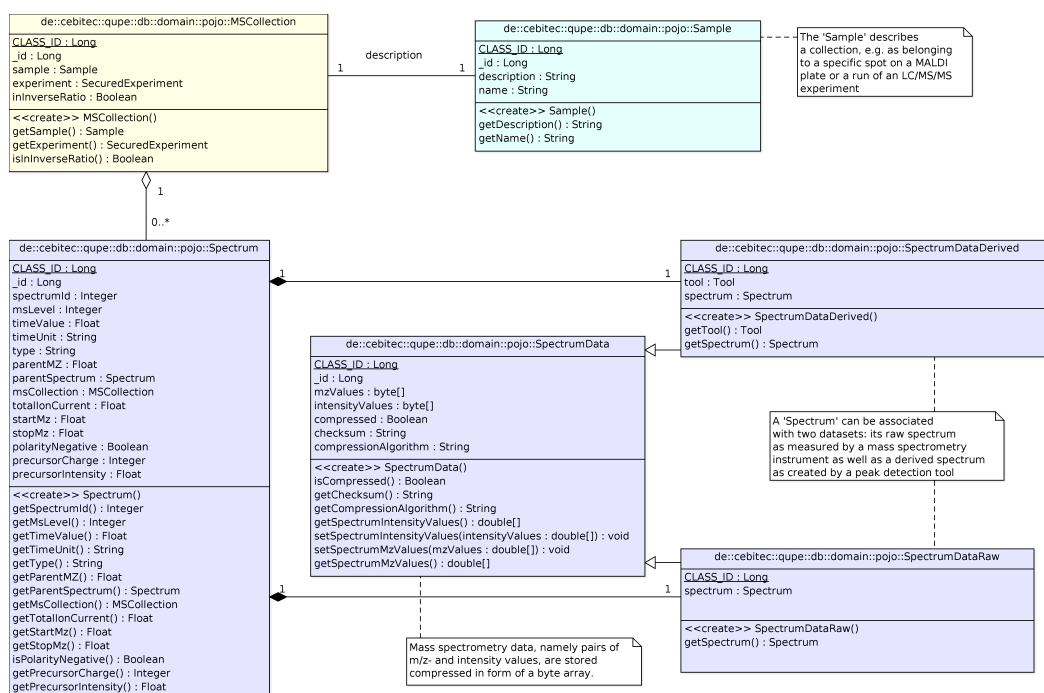 de::cebitec::qupe::db::domain::pojo::MSCollection
CLASS_ID : Long
_id : Long
sample : Sample
experiment : SecuredExperiment
inInverseRatio : Boolean
<<create>> MSCollection()
getSample() : Sample
getExperiment() : SecuredExperiment
isInInverseRatio() : Boolean
description
1
1
de::cebitec::qupe::db::domain::pojo::Sample
CLASS_ID : Long
_id : Long
description : String
name : String
<<create>> Sample()
getDescription() : String
getName() : String
The 'Sample' describes
a collection, e.g. as belonging
to a specific spot on a MALDI
plate or a run of an LC/MS/MS
experiment
1
0..*
de::cebitec::qupe::db::domain::pojo::Spectrum
CLASS_ID : Long
_id : Long
spectrumId : Integer
msLevel : Integer
timeValue : Float
timeUnit : String
type : String
parentMZ : Float
parentSpectrum : Spectrum
msCollection : MSCollection
totalIonCurrent : Float
startMz : Float
stopMz : Float
polarityNegative : Boolean
precursorCharge : Integer
precursorIntensity : Float
<<create>> Spectrum()
getSpectrumId() : Integer
getMsLevel() : Integer
getTimeValue() : Float
getTimeUnit() : String
getType() : String
getParentMZ() : Float
getParentSpectrum() : Spectrum
getMsCollection() : MSCollection
getTotalIonCurrent() : Float
getStartMz() : Float
getStopMz() : Float
isPolarityNegative() : Boolean
getPrecursorCharge() : Integer
getPrecursorIntensity() : Float
1
1
de::cebitec::qupe::db::domain::pojo::SpectrumDataDerived
CLASS_ID : Long
tool : Tool
spectrum : Spectrum
<<create>> SpectrumDataDerived()
getTool() : Tool
getSpectrum() : Spectrum
de::cebitec::qupe::db::domain::pojo::SpectrumData
CLASS_ID : Long
_id : Long
mzValues : byte[]
intensityValues : byte[]
compressed : Boolean
checksum : String
compressionAlgorithm : String
<<create>> SpectrumData()
isCompressed() : Boolean
getChecksum() : String
getCompressionAlgorithm() : String
getSpectrumIntensityValues() : double[]
setSpectrumIntensityValues(intensityValues : double[]) : void
setSpectrumMzValues(mzValues : double[]) : void
getSpectrumMzValues() : double[]
A 'Spectrum' can be associated
with two datasets: its raw spectrum
as measured by a mass spectrometry
instrument as well as a derived spectrum
as created by a peak detection tool
de::cebitec::qupe::db::domain::pojo::SpectrumDataRaw
CLASS_ID : Long
spectrum : Spectrum
<<create>> SpectrumDataRaw()
getSpectrum() : Spectrum
1
1
Mass spectrometry data, namely pairs of
m/z- and intensity values, are stored
compressed in form of a byte array.